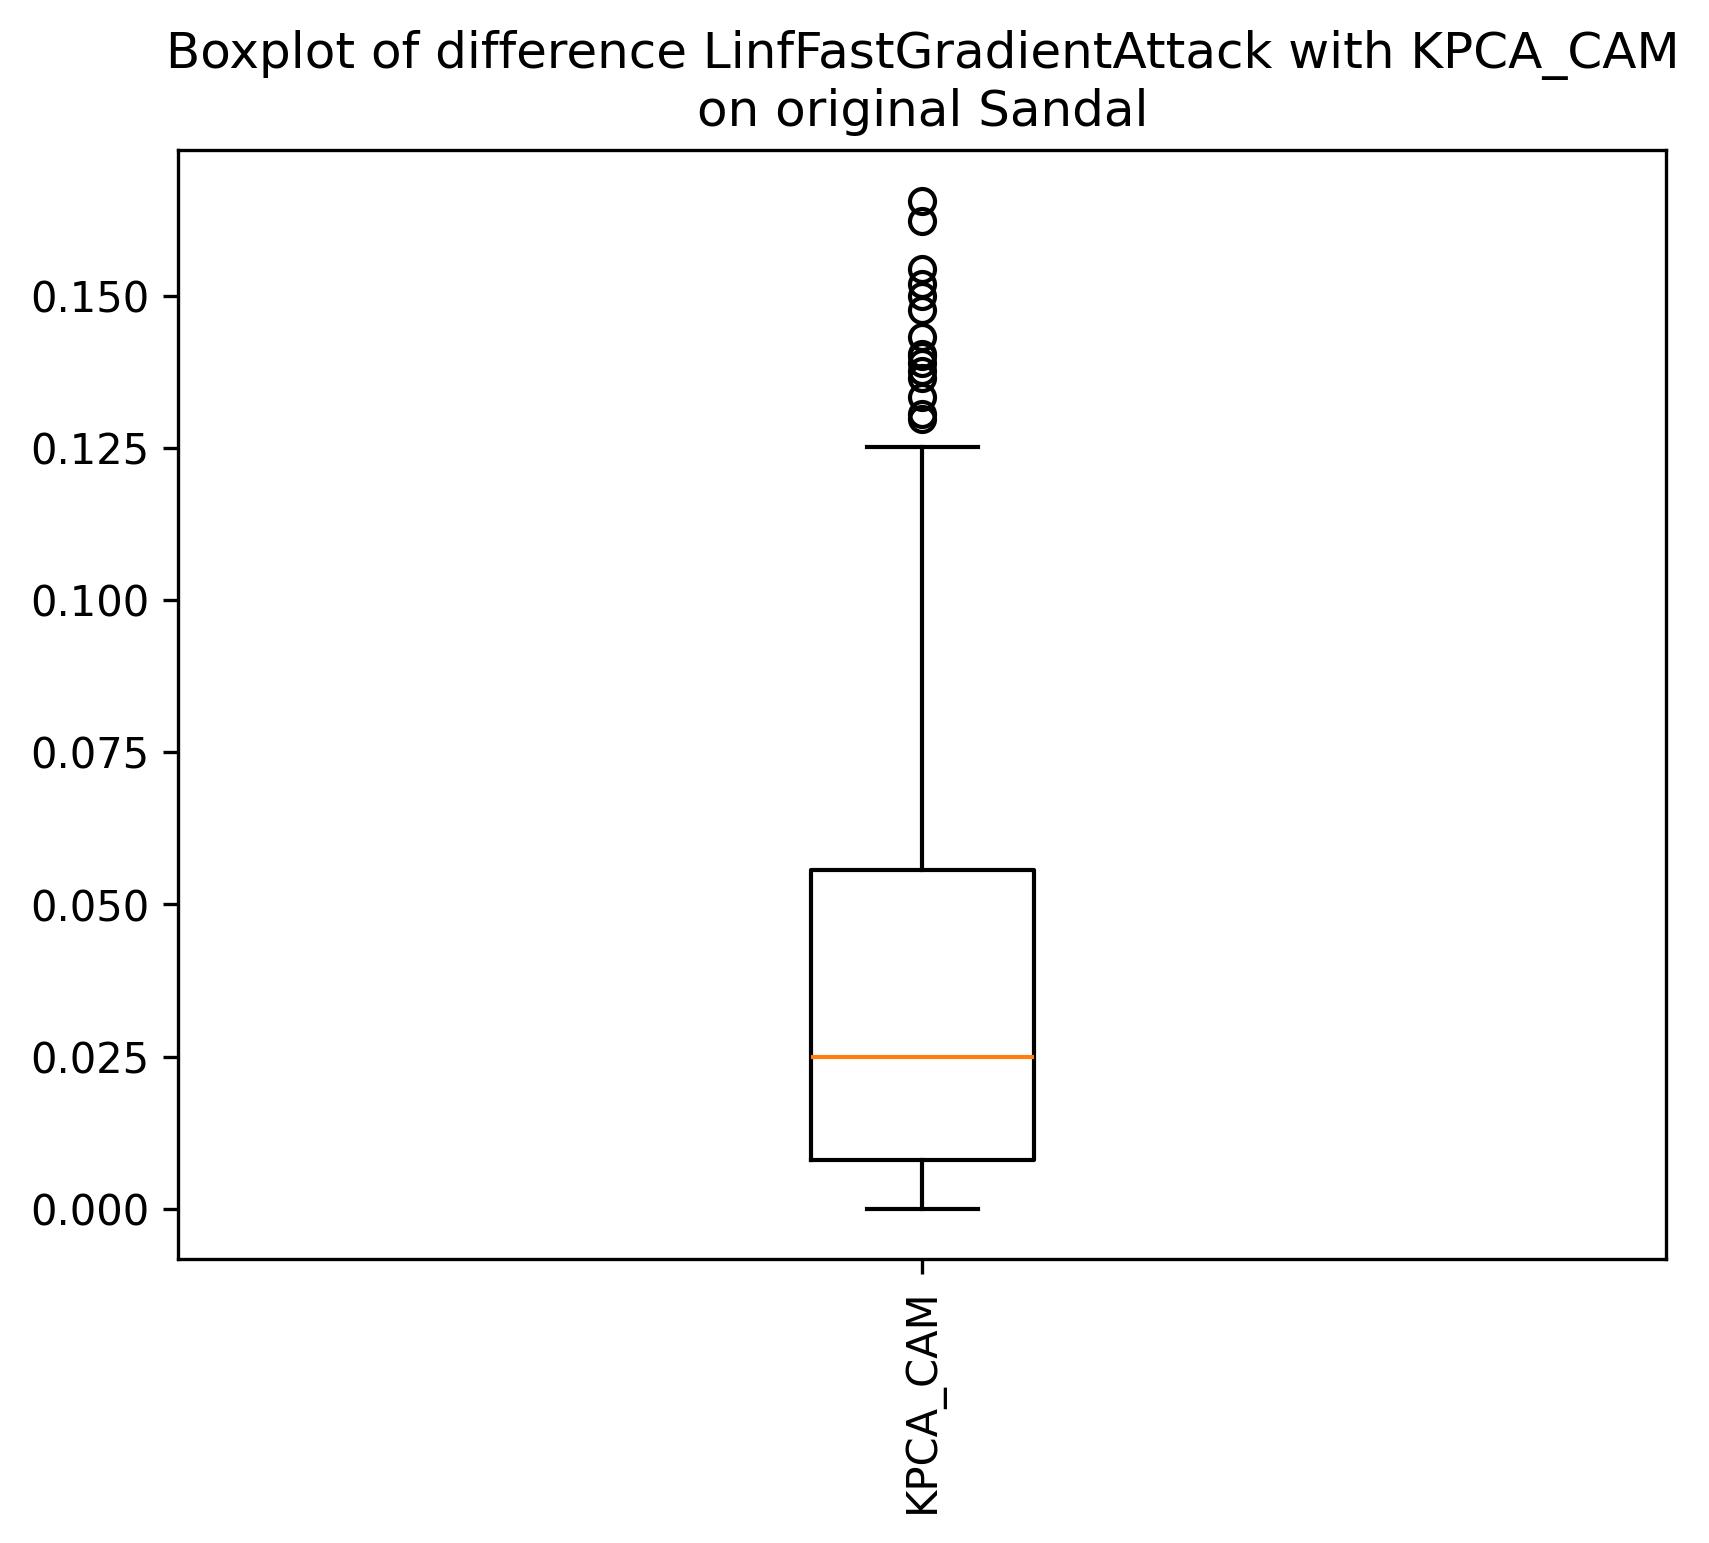 Boxplot of difference LinfFastGradientAttack with KPCA_CAM
on original Sandal
0.150
0.125
0.100
0.075
0.050
0.025
0.000
KPCA_CAM